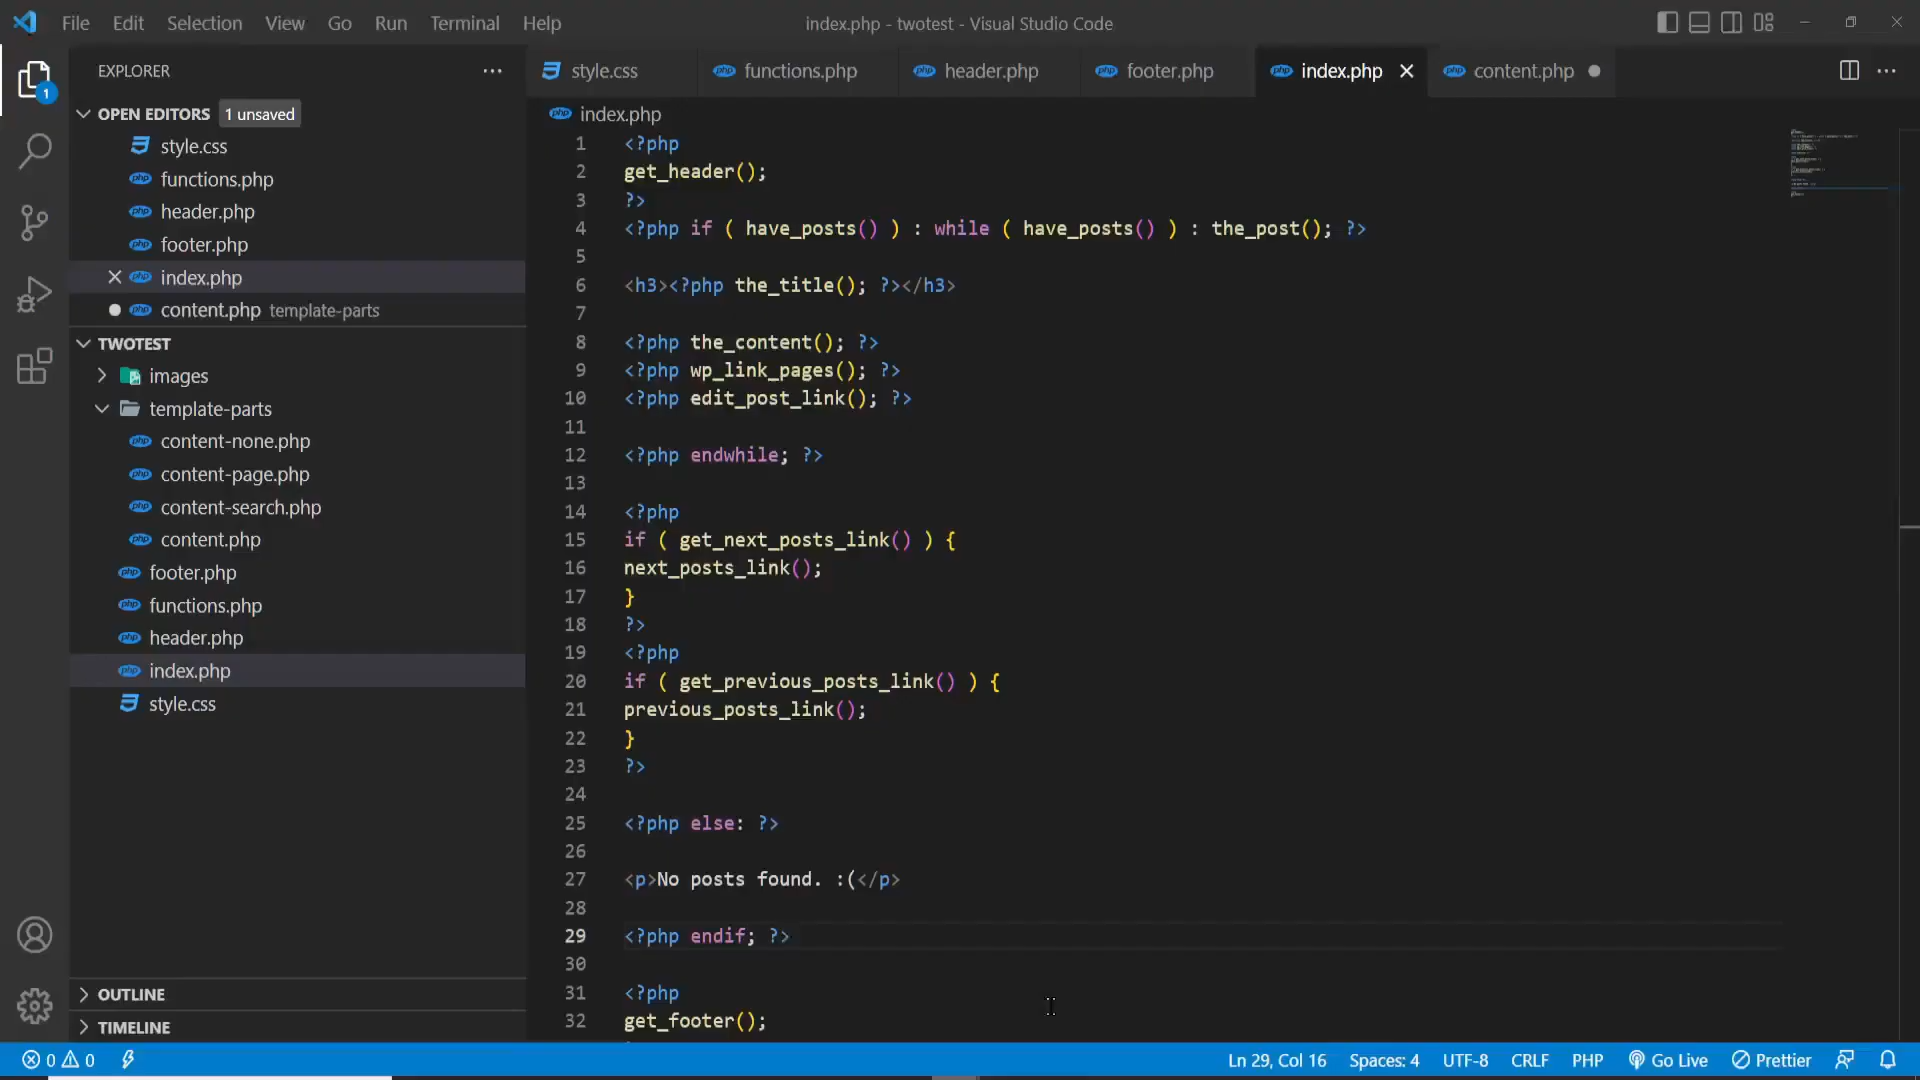 File Edit Selection View Go Run Terminal Help
index.php - twotest - Visual Studio Code
EXPLORER
1
OPEN EDITORS 1 unsaved
style.css
functions.php
header.php
footer.php
index.php
content.php template-parts
TWOTEST
images
template-parts
content-none.php
content-page.php
content-search.php
content.php
footer.php
functions.php
header.php
index.php
style.css
OUTLINE
TIMELINE
style.css functions.php header.php footer.php index.php content.php
index.php
1 <?php
2 get_header();
3 ?>
4 <?php if ( have_posts() ) : while ( have_posts() ) : the_post(); ?>
5
6 <h3><?php the_title(); ?></h3>
7
8 <?php the_content(); ?>
9 <?php wp_link_pages(); ?>
10 <?php edit_post_link(); ?>
11
12 <?php endwhile; ?>
13
14 <?php
15 if ( get_next_posts_link() ) {
16 next_posts_link();
17 }
18 ?>
19 <?php
20 if ( get_previous_posts_link() ) {
21 previous_posts_link();
22 }
23 ?>
24
25 <?php else: ?>
26
27 <p>No posts found. :(</p>
28
29 <?php endif; ?>
30
31 <?php
32 get_footer();
0 0
Ln 29, Col 16 Spaces: 4 UTF-8 CRLF PHP Go Live Prettier